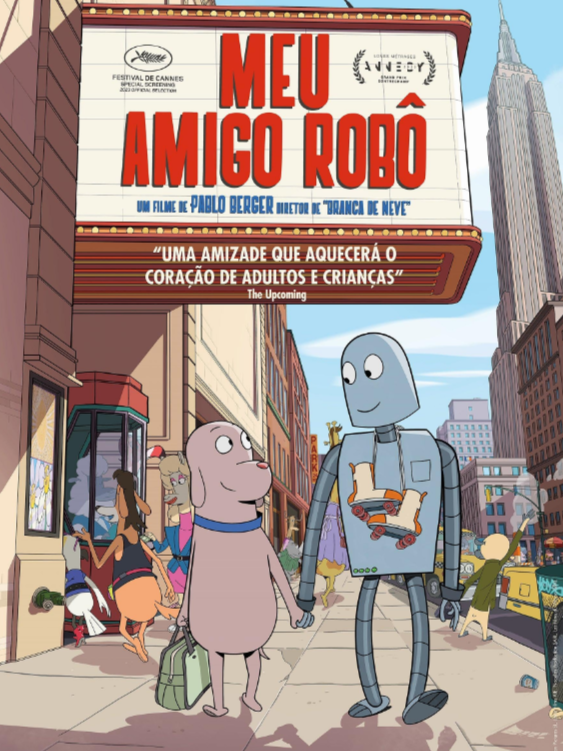 FESTIVAL DE CANNES
SPECIAL SCREENING
2023 OFFICIAL SELECTION
ANNECY
MEU
AMIGO ROBÔ
UM FILME DE PABLO BERGER DIRETOR DE "BRANCA DE NEVE"
“UMA AMIZADE QUE AQUECERÁ O
CORAÇÃO DE ADULTOS E CRIANÇAS”
The Upcoming
PARK